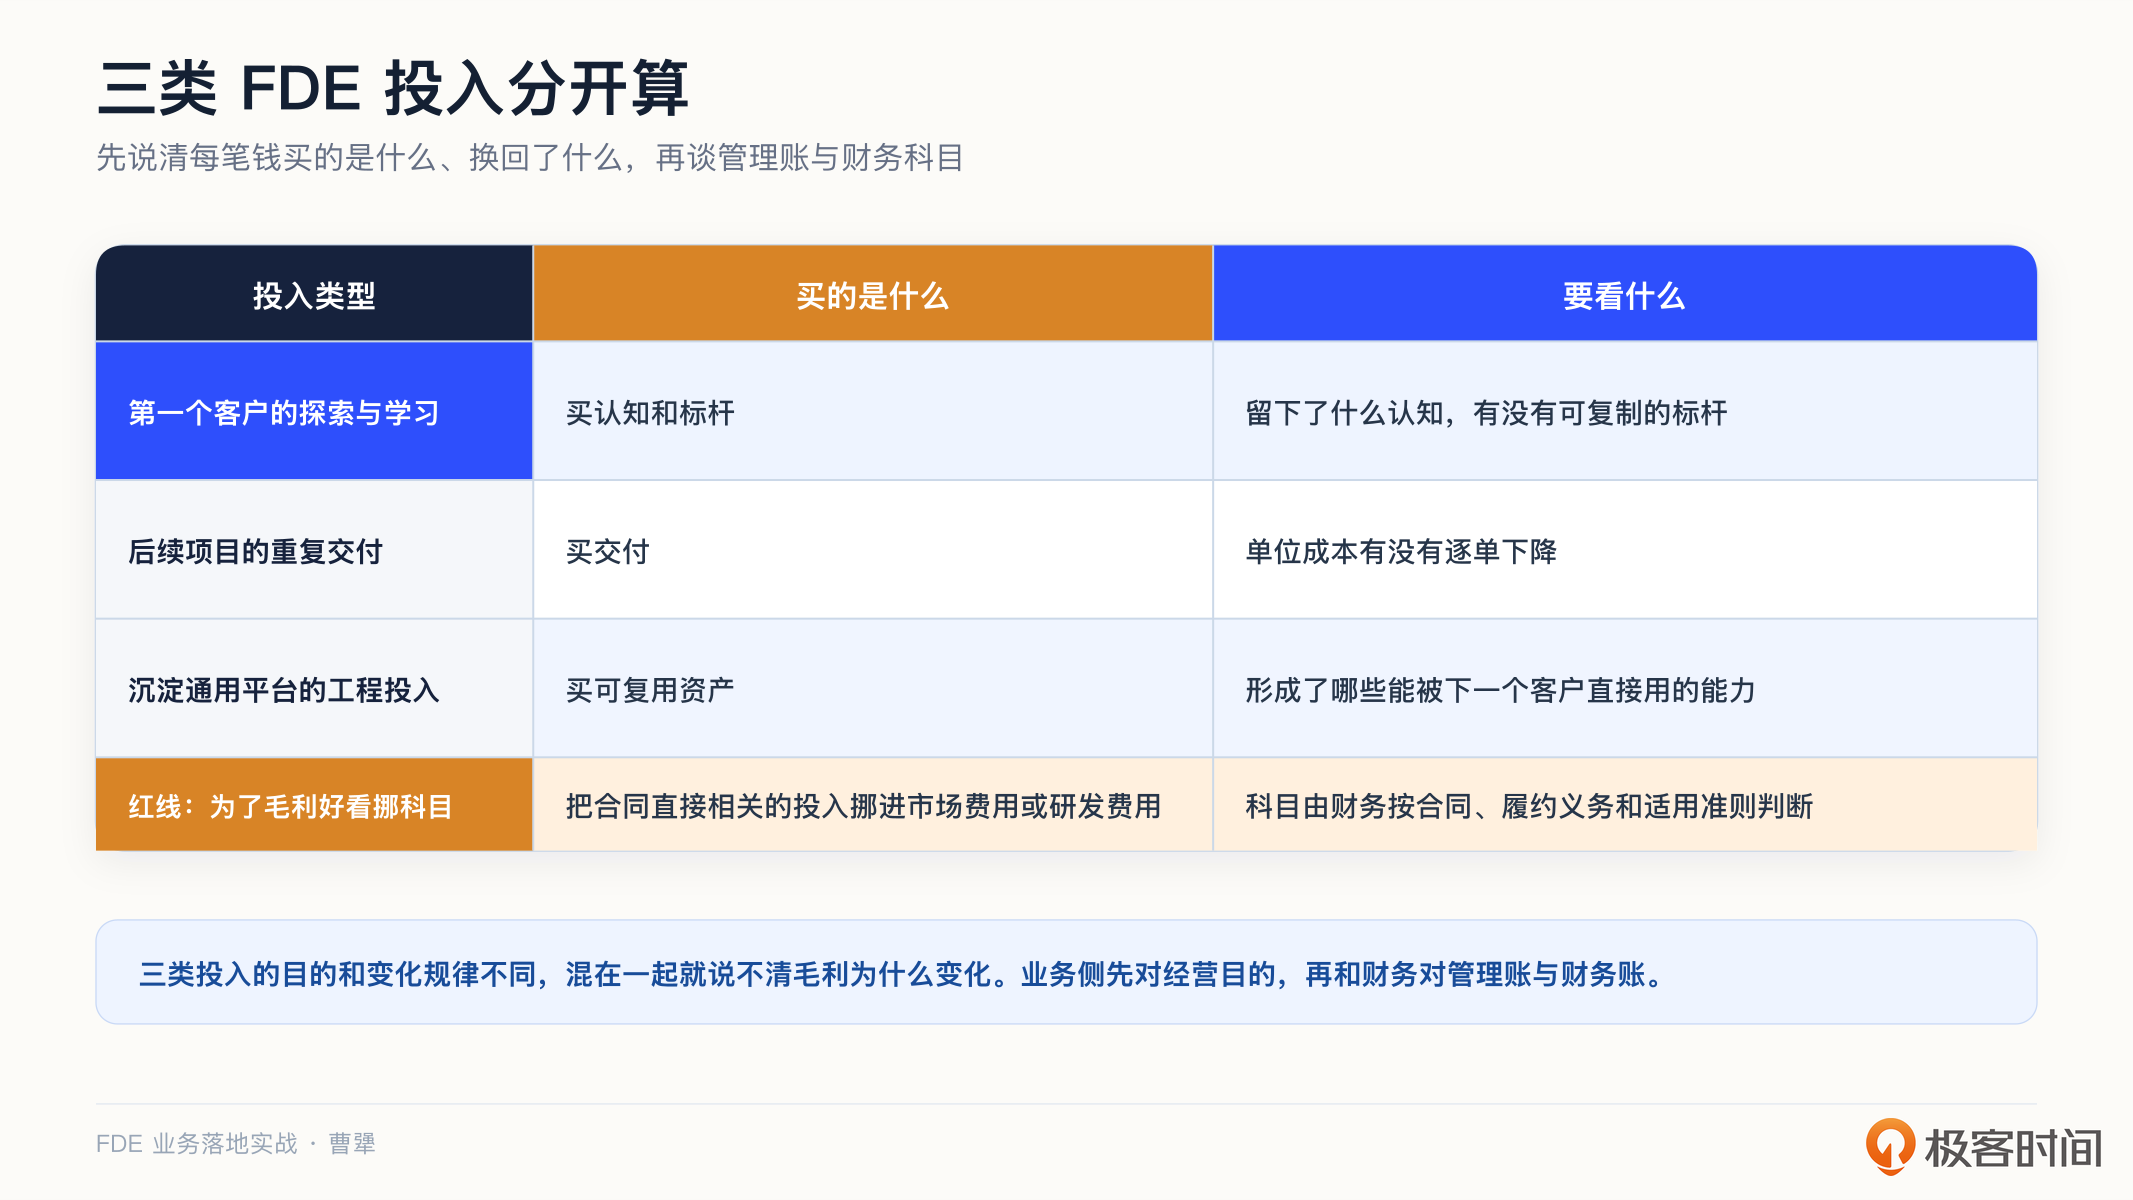 三类 FDE 投入分开算
先说清每笔钱买的是什么、换回了什么，再谈管理账与财务科目
投入类型
买的是什么
要看什么
第一个客户的探索与学习
买认知和标杆
留下了什么认知，有没有可复制的标杆
后续项目的重复交付
买交付
单位成本有没有逐单下降
沉淀通用平台的工程投入
买可复用资产
形成了哪些能被下一个客户直接用的能力
红线：为了毛利好看挪科目
把合同直接相关的投入挪进市场费用或研发费用
科目由财务按合同、履约义务和适用准则判断
三类投入的目的和变化规律不同，混在一起就说不清毛利为什么变化。业务侧先对经营目的，再和财务对管理账与财务账。
FDE 业务落地实战 · 曹犟
极客时间